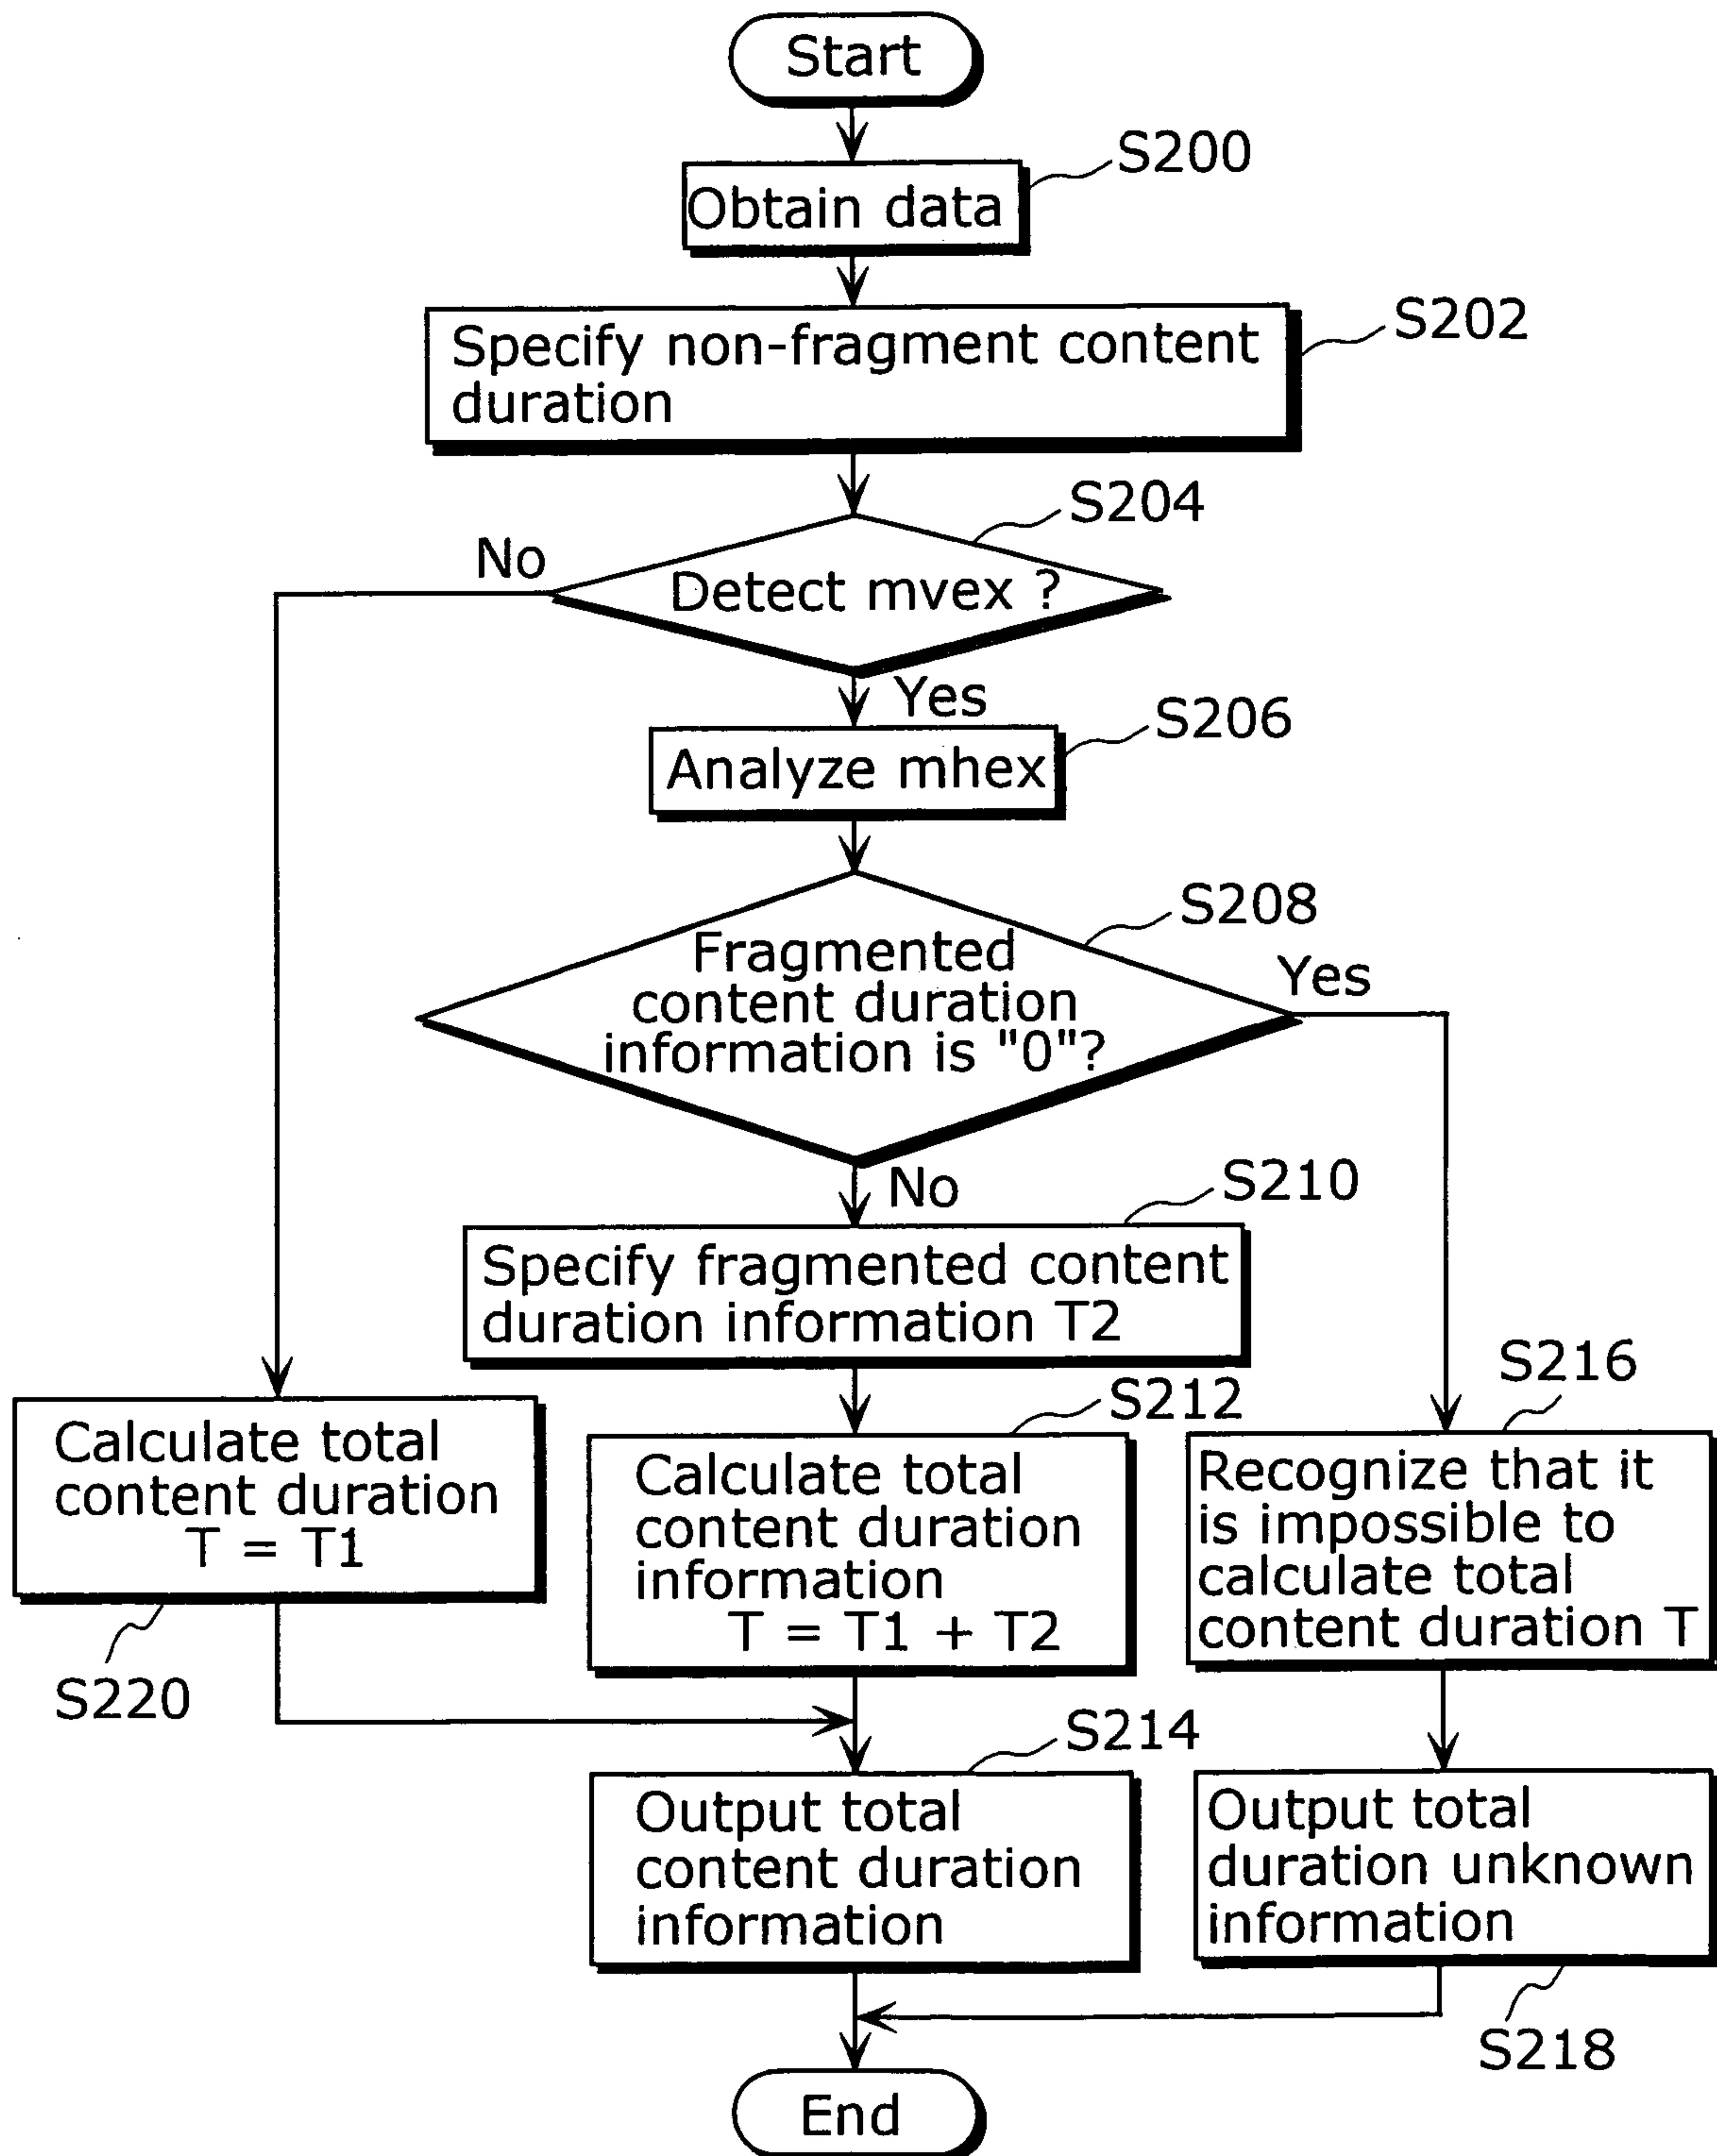 Start
S200
Obtain data
S202
Specify non-fragment content
duration
S204
No
Detect mvex ?
Yes
S206
Analyze mhex
S208
Fragmented
content duration
information is "0"?
Yes
No
S210
Specify fragmented content
duration information T2
S216
S212
Calculate total
content duration
T = T1
Calculate total
content duration
information
T = T1 + T2
Recognize that it
is impossible to
calculate total
content duration T
S220
S214
Output total
content duration
information
Output total
duration unknown
information
S218
End